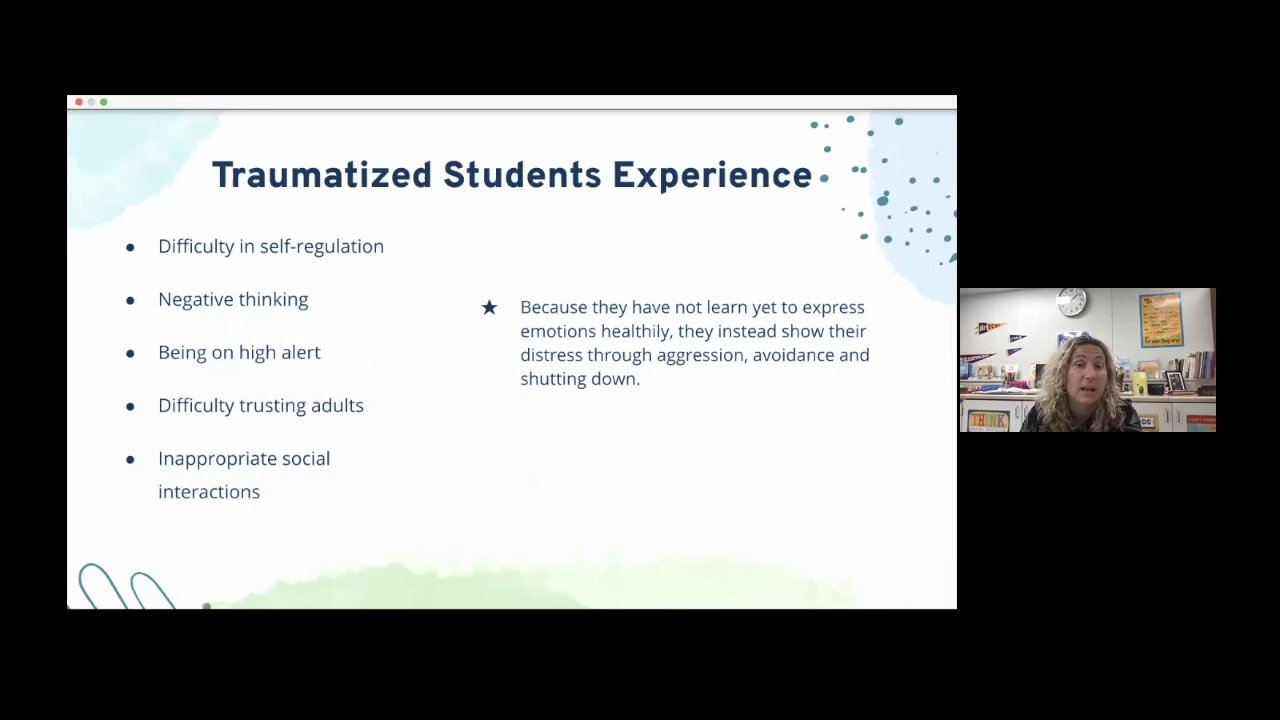 Traumatized Students Experience
Difficulty in self-regulation
Negative thinking
Being on high alert
Difficulty trusting adults
Inappropriate social
interactions
★ Because they have not learn yet to express
emotions healthily, they instead show their
distress through aggression, avoidance and
shutting down.
THINK